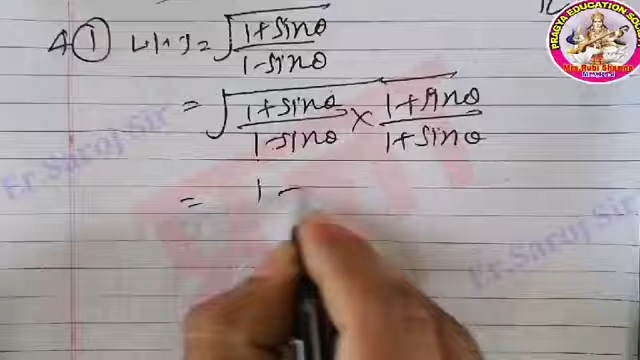 4 ① L.H.S = √(1+sinθ / 1-sinθ)
= √(1+sinθ / 1-sinθ × 1+sinθ / 1+sinθ)
= 1 -
PRAGYA EDUCATION SOCIETY
Er. Saroj Sir
Er. Saroj Sir